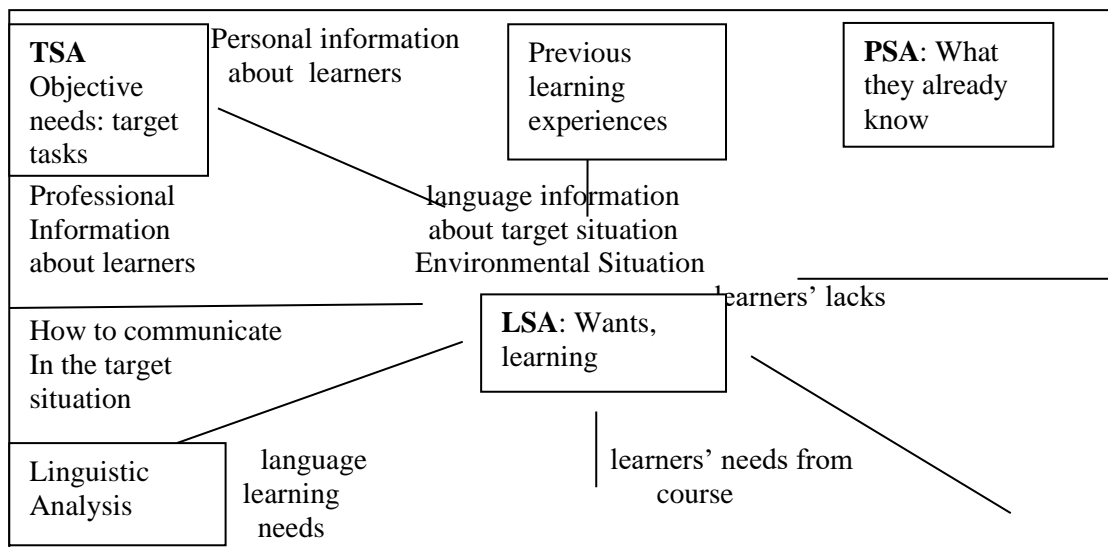 TSA
Objective
needs: target
tasks
Personal information
about learners
Previous
learning
experiences
PSA: What
they already
know
Professional
Information
about learners
language information
about target situation
Environmental Situation
learners’ lacks
How to communicate
In the target
situation
LSA: Wants,
learning
Linguistic
Analysis
language
learning
needs
learners’ needs from
course